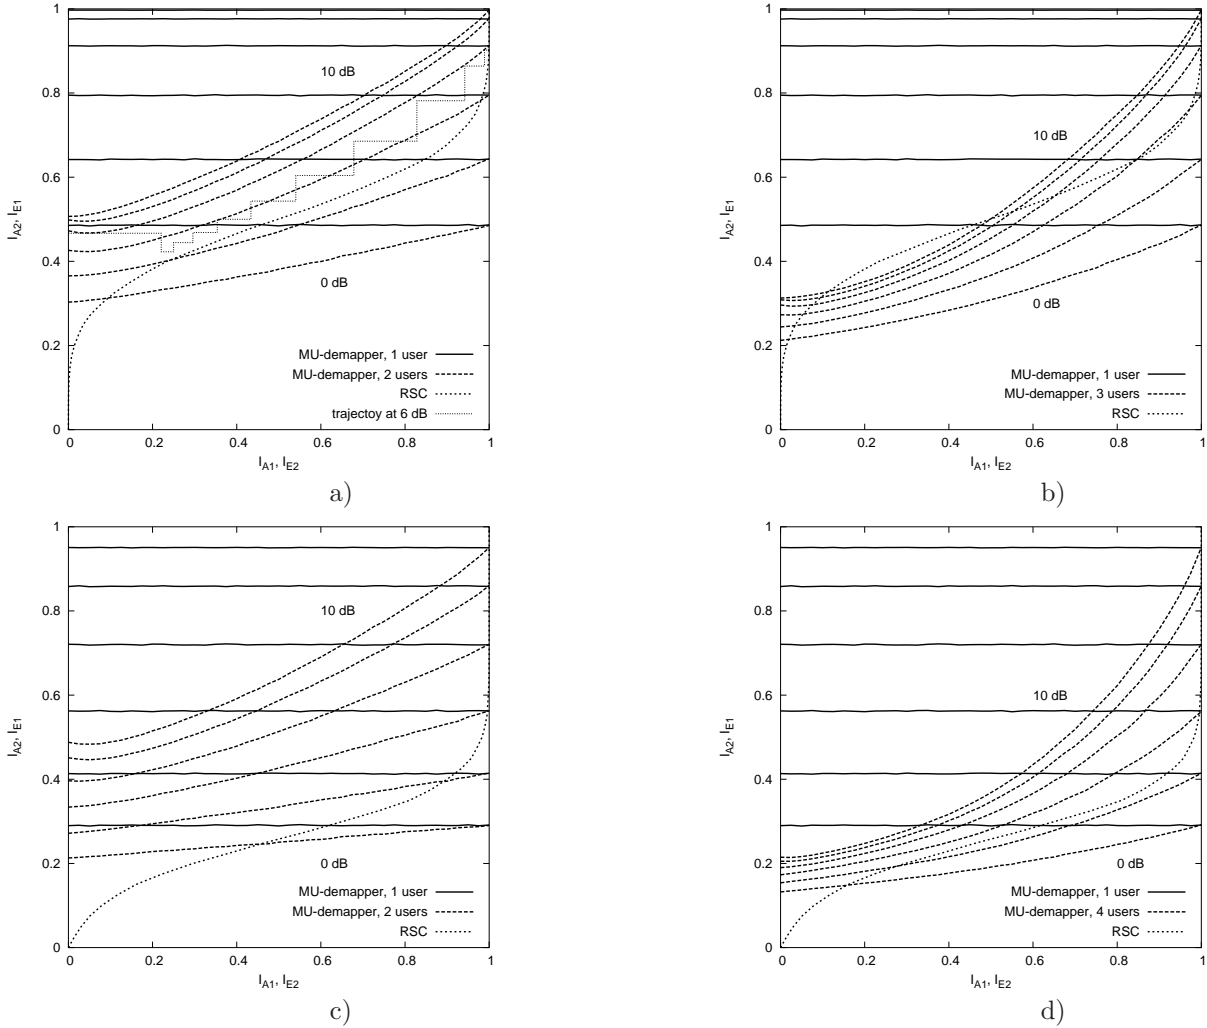 1
0.8
0.6
0.4
0.2
0
I_A2, I_E1
10 dB
0 dB
MU-demapper, 1 user
MU-demapper, 2 users
RSC
trajectoy at 6 dB
0 0.2 0.4 0.6 0.8 1
I_A1, I_E2
a)
1
0.8
0.6
0.4
0.2
0
I_A2, I_E1
10 dB
0 dB
MU-demapper, 1 user
MU-demapper, 3 users
RSC
0 0.2 0.4 0.6 0.8 1
I_A1, I_E2
b)
1
0.8
0.6
0.4
0.2
0
I_A2, I_E1
10 dB
0 dB
MU-demapper, 1 user
MU-demapper, 2 users
RSC
0 0.2 0.4 0.6 0.8 1
I_A1, I_E2
c)
1
0.8
0.6
0.4
0.2
0
I_A2, I_E1
10 dB
0 dB
MU-demapper, 1 user
MU-demapper, 4 users
RSC
0 0.2 0.4 0.6 0.8 1
I_A1, I_E2
d)